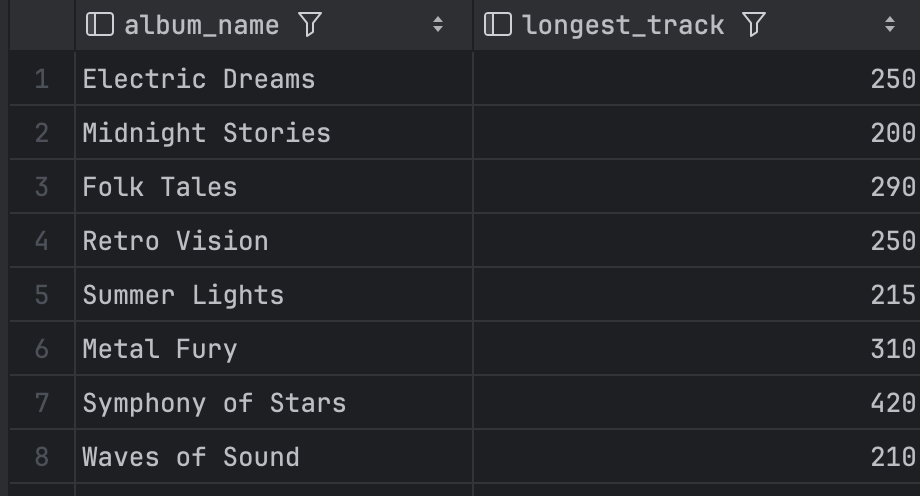 album_name longest_track
1 Electric Dreams 250
2 Midnight Stories 200
3 Folk Tales 290
4 Retro Vision 250
5 Summer Lights 215
6 Metal Fury 310
7 Symphony of Stars 420
8 Waves of Sound 210